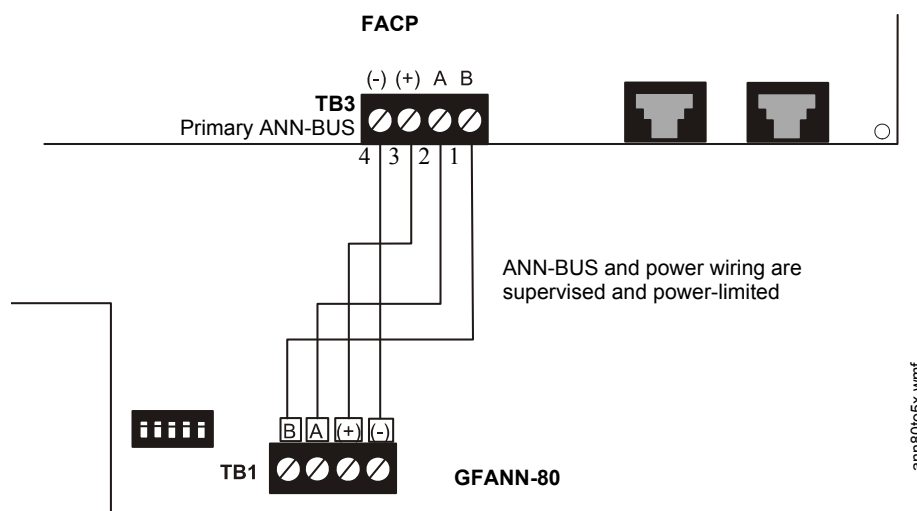 FACP
(-) (+) A B
TB3
Primary ANN-BUS
4 3 2 1
ANN-BUS and power wiring are
supervised and power-limited
B A (+) (-)
TB1
GFANN-80
ann80to5x.wmf